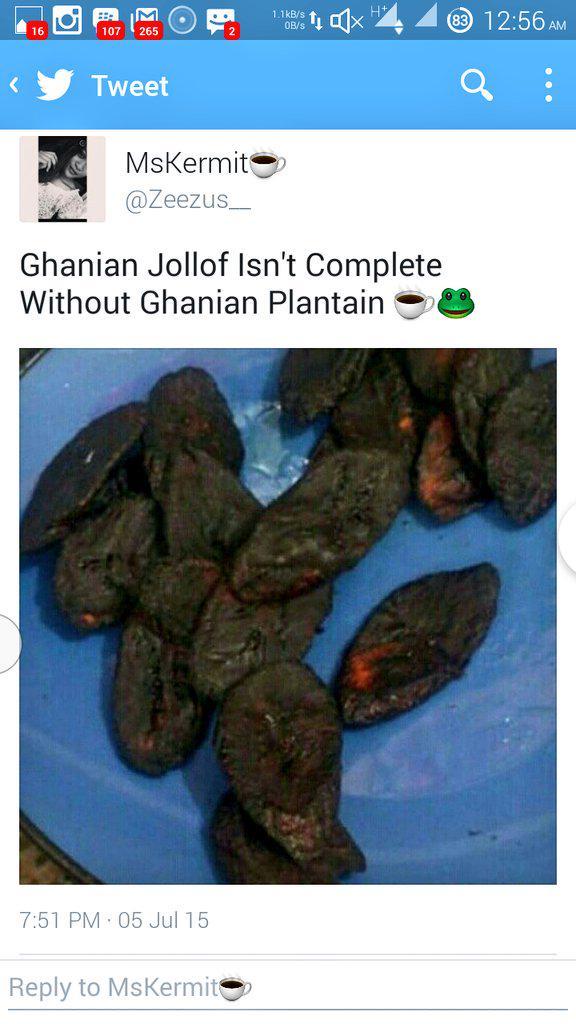 16 107 265 2 1.1kB/s 0B/s H+ 83 12:56 AM
Tweet
MsKermit☕
@Zeezus__
Ghanian Jollof Isn't Complete
Without Ghanian Plantain ☕🐸
7:51 PM · 05 Jul 15
Reply to MsKermit☕